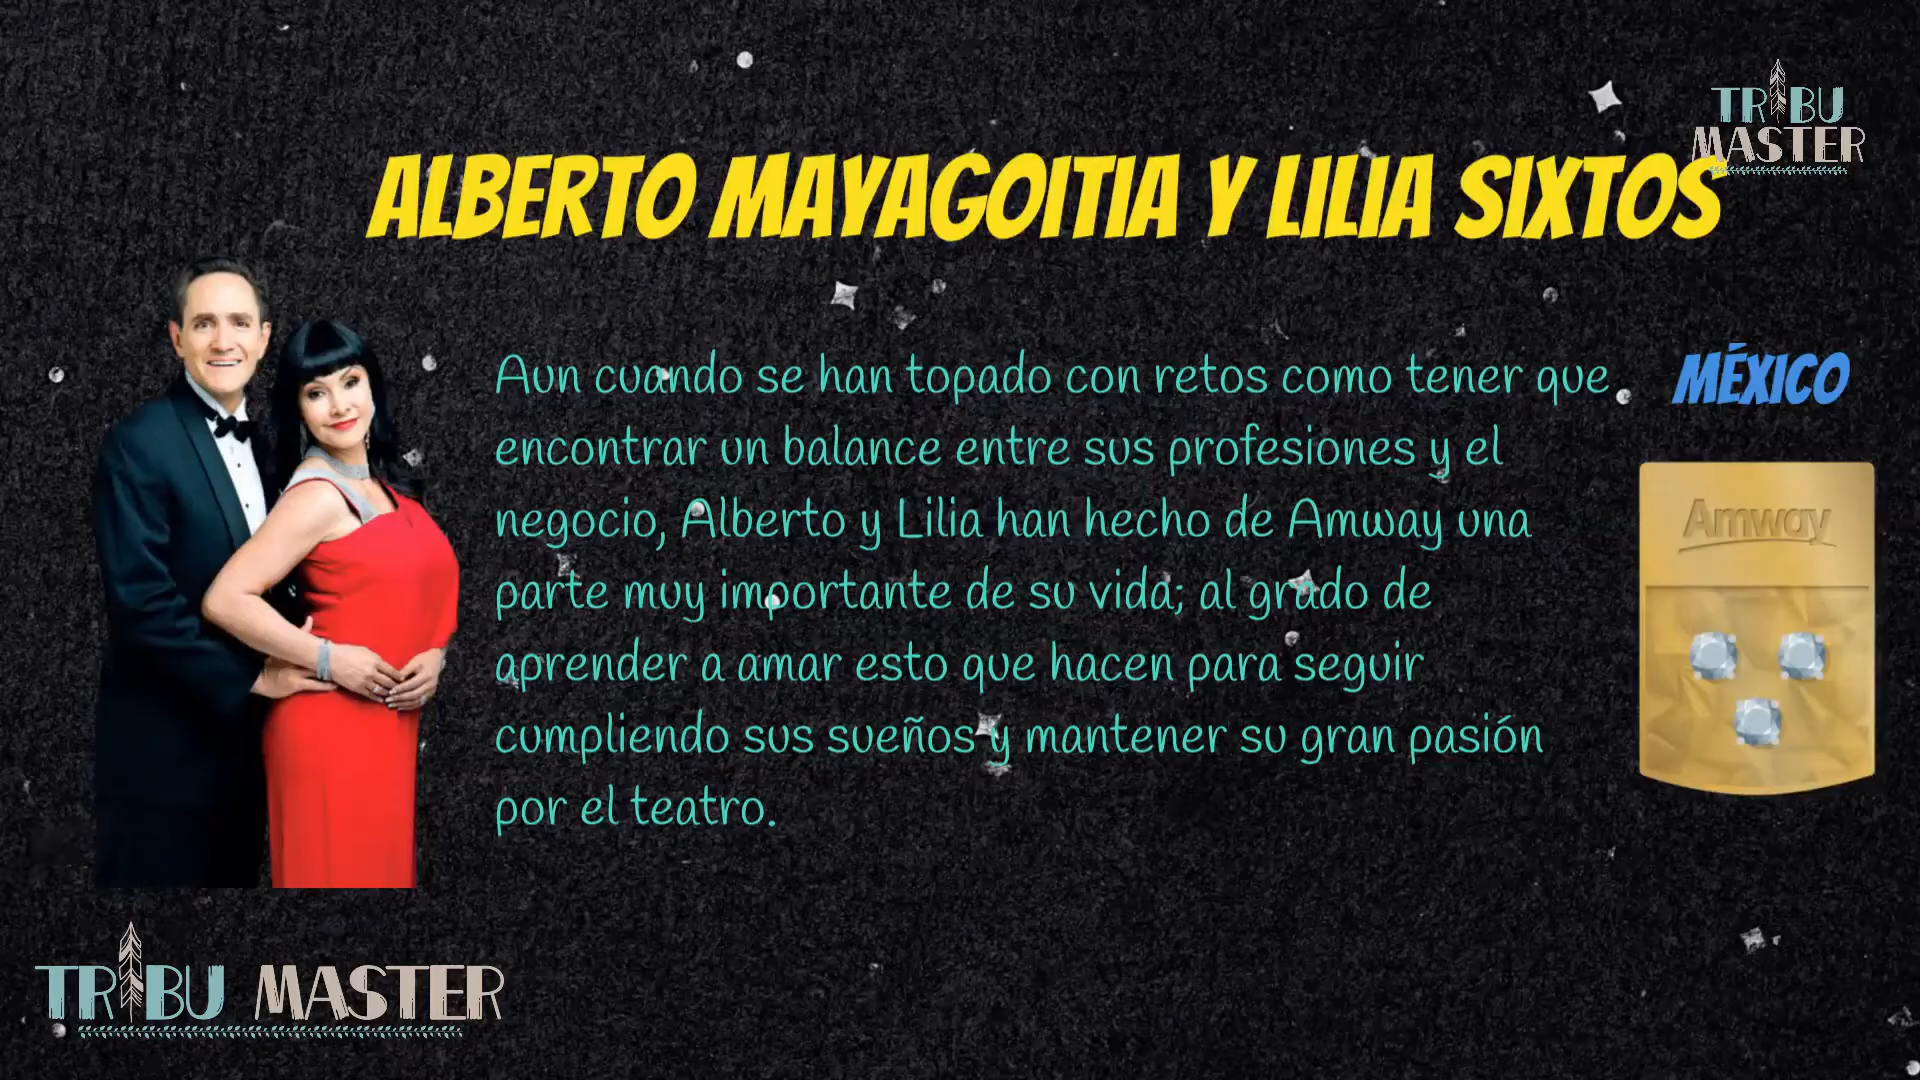 TRIBU
MASTER
ALBERTO MAYAGOITIA Y LILIA SIXTOS
Aun cuando se han topado con retos como tener que
encontrar un balance entre sus profesiones y el
negocio, Alberto y Lilia han hecho de Amway una
parte muy importante de su vida; al grado de
aprender a amar esto que hacen para seguir
cumpliendo sus sueños y mantener su gran pasión
por el teatro.
MÉXICO
Amway
TRIBU MASTER